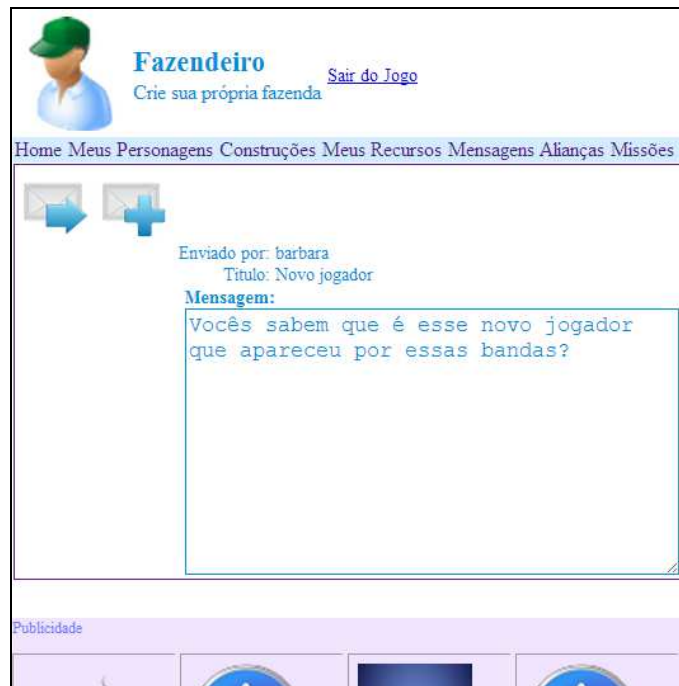 Fazendeiro
Sair do Jogo
Crie sua própria fazenda
Home Meus Personagens Construções Meus Recursos Mensagens Alianças Missões
Enviado por: barbara
Titulo: Novo jogador
Mensagem:
Vocês sabem que é esse novo jogador
que apareceu por essas bandas?
Publicidade